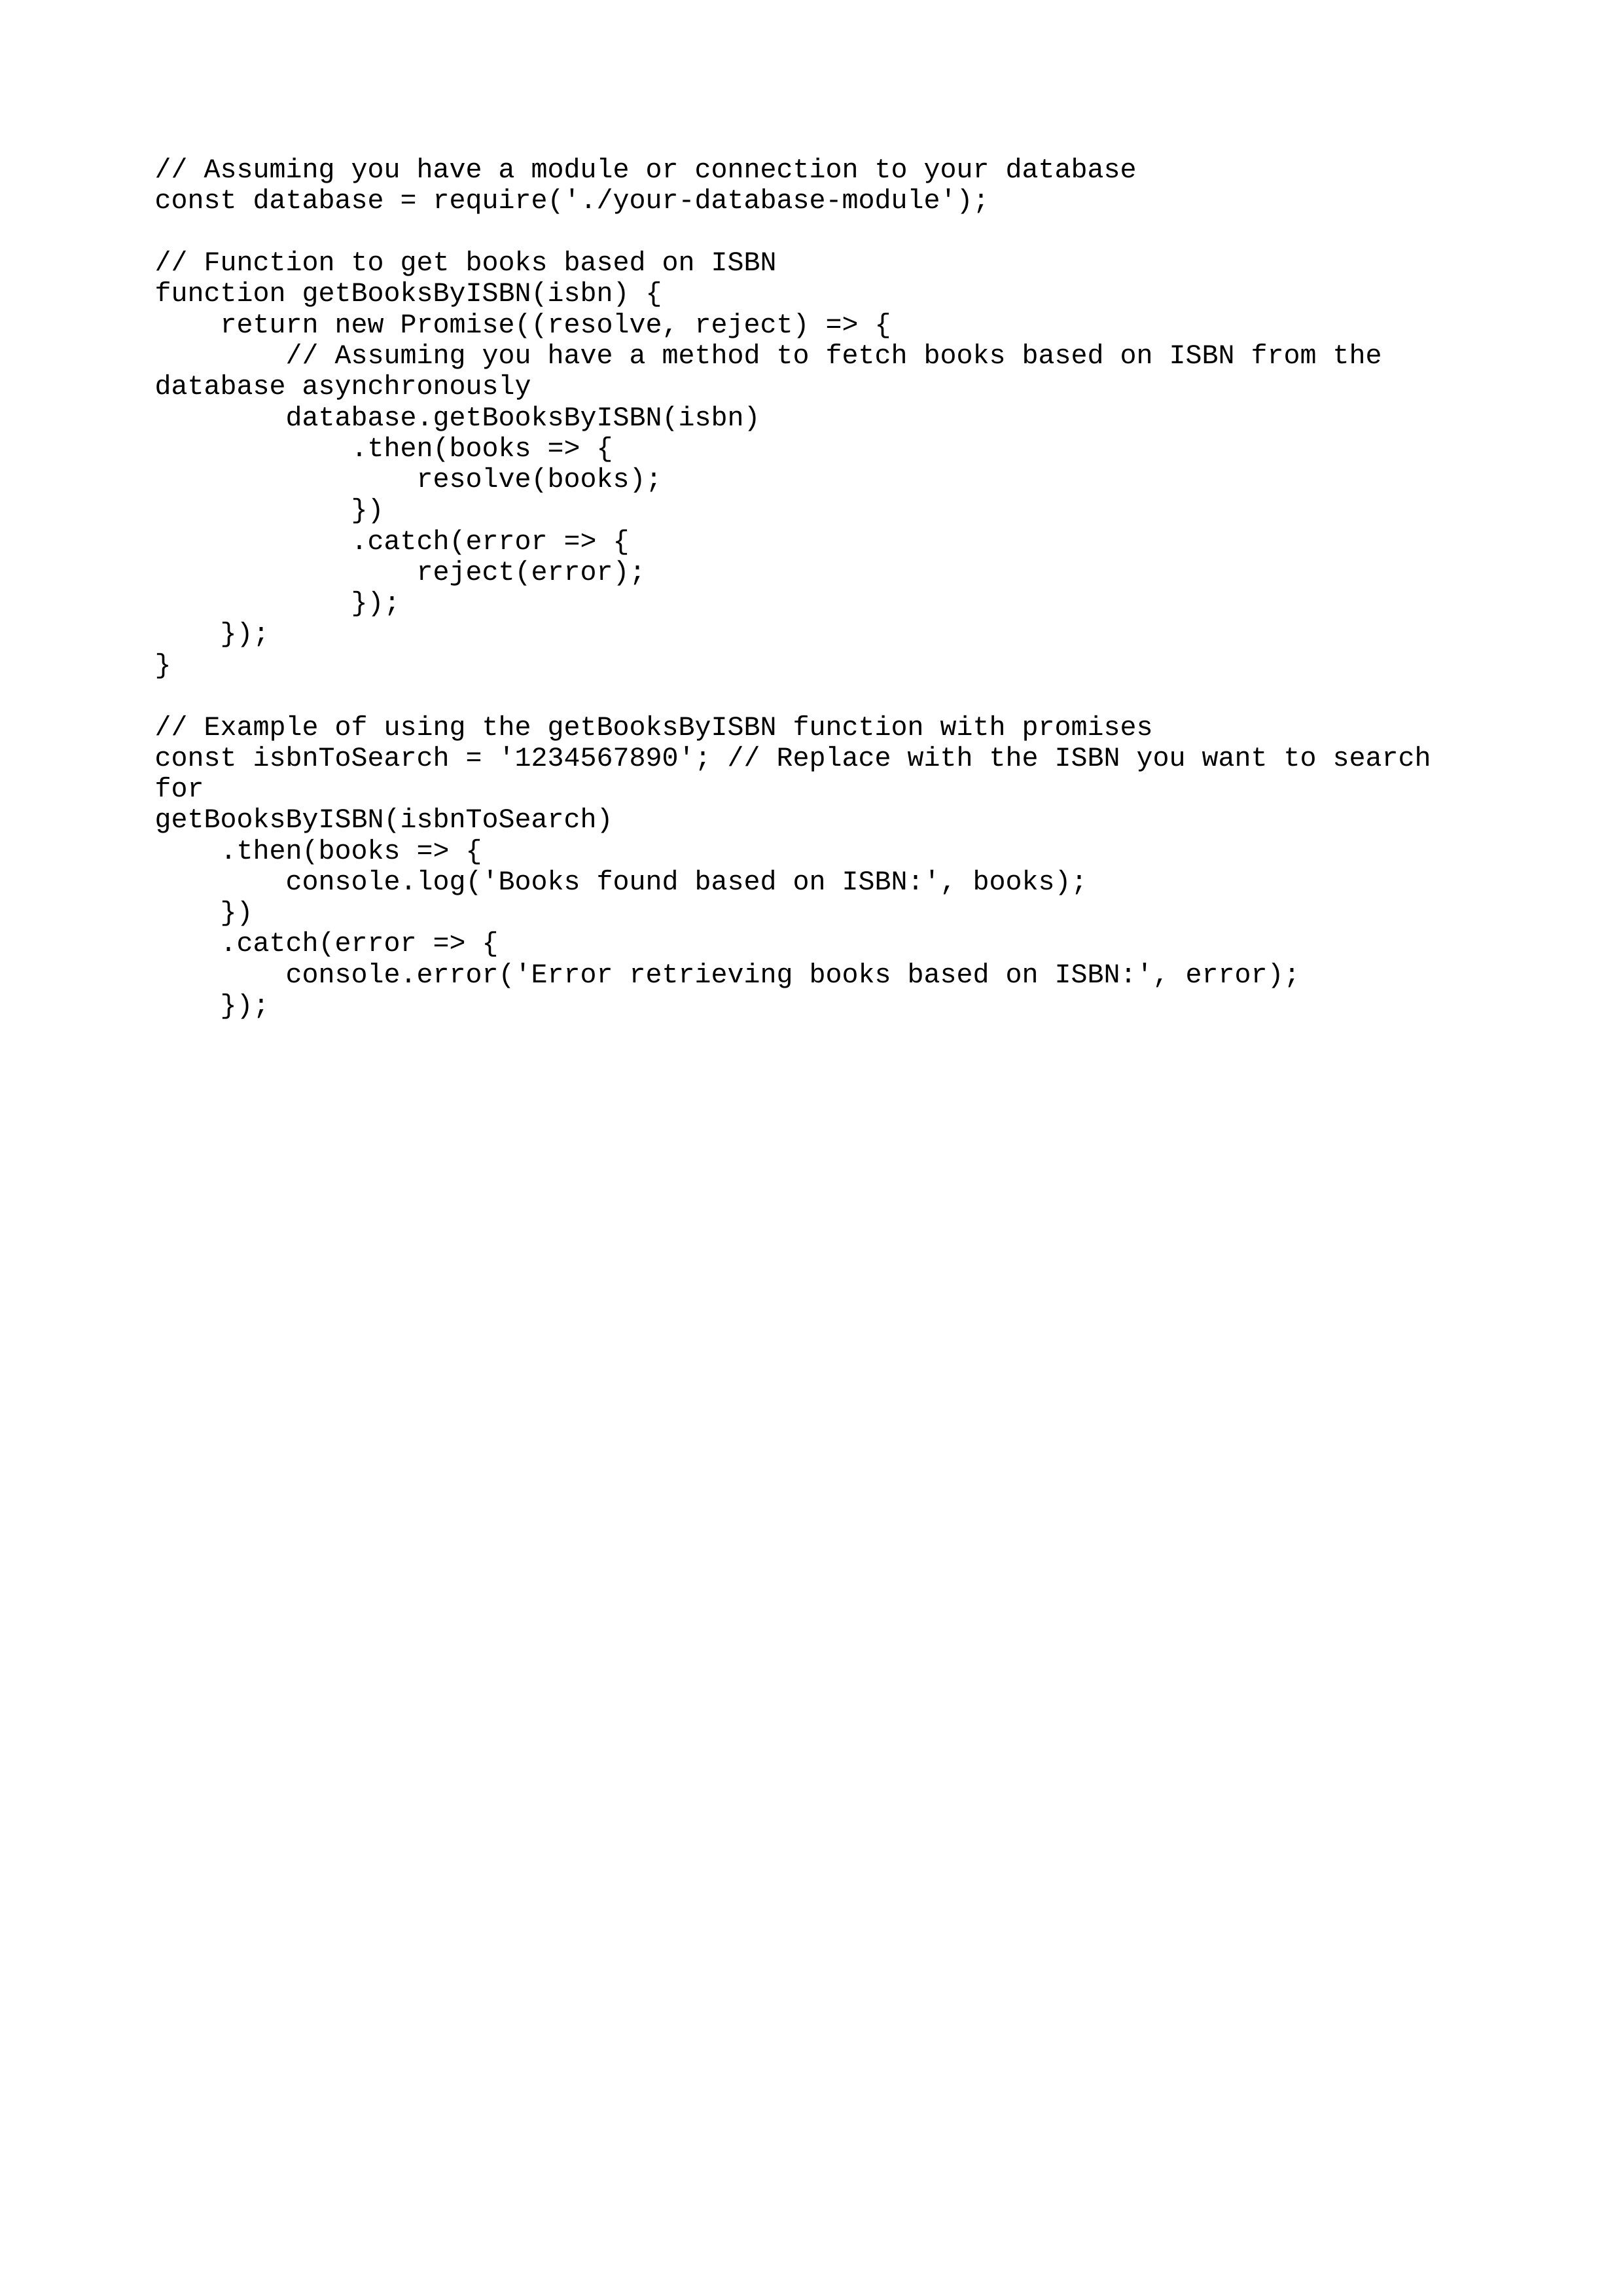 // Assuming you have a module or connection to your database
const database = require('./your-database-module');

// Function to get books based on ISBN
function getBooksByISBN(isbn) {
    return new Promise((resolve, reject) => {
        // Assuming you have a method to fetch books based on ISBN from the
database asynchronously
        database.getBooksByISBN(isbn)
            .then(books => {
                resolve(books);
            })
            .catch(error => {
                reject(error);
            });
    });
}

// Example of using the getBooksByISBN function with promises
const isbnToSearch = '1234567890'; // Replace with the ISBN you want to search
for
getBooksByISBN(isbnToSearch)
    .then(books => {
        console.log('Books found based on ISBN:', books);
    })
    .catch(error => {
        console.error('Error retrieving books based on ISBN:', error);
    });